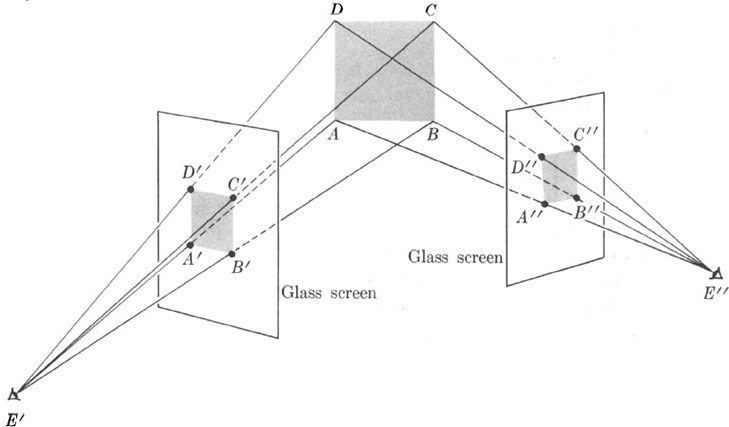 D C
A B
D' C'
A' B'
Glass screen
E'
C''
D''
A'' B''
Glass screen
E''